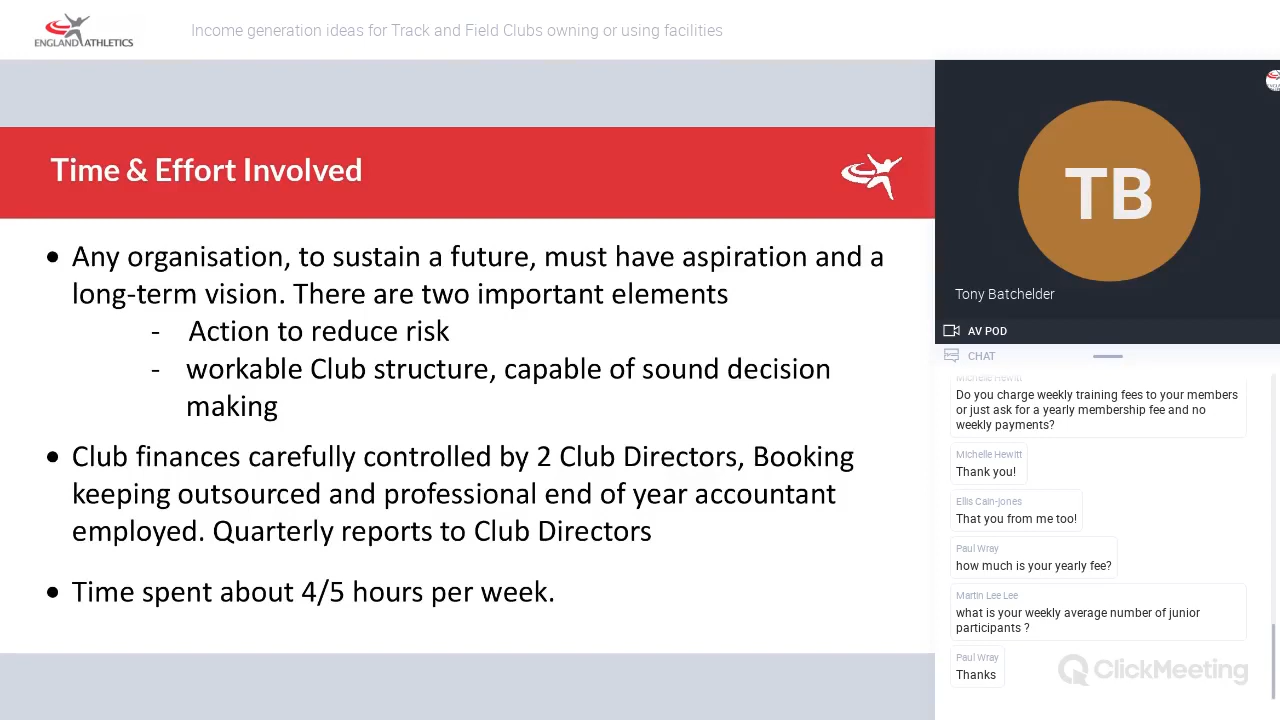 ENGLAND ATHLETICS
Income generation ideas for Track and Field Clubs owning or using facilities
Time & Effort Involved
• Any organisation, to sustain a future, must have aspiration and a
long-term vision. There are two important elements
- Action to reduce risk
- workable Club structure, capable of sound decision
making
• Club finances carefully controlled by 2 Club Directors, Booking
keeping outsourced and professional end of year accountant
employed. Quarterly reports to Club Directors
• Time spent about 4/5 hours per week.
TB
Tony Batchelder
AV POD
CHAT
Michelle Hewitt
Do you charge weekly training fees to your members
or just ask for a yearly membership fee and no
weekly payments?
Michelle Hewitt
Thank you!
Ellis Cain-jones
That you from me too!
Paul Wray
how much is your yearly fee?
Martin Lee Lee
what is your weekly average number of junior
participants ?
Paul Wray
Thanks
ClickMeeting